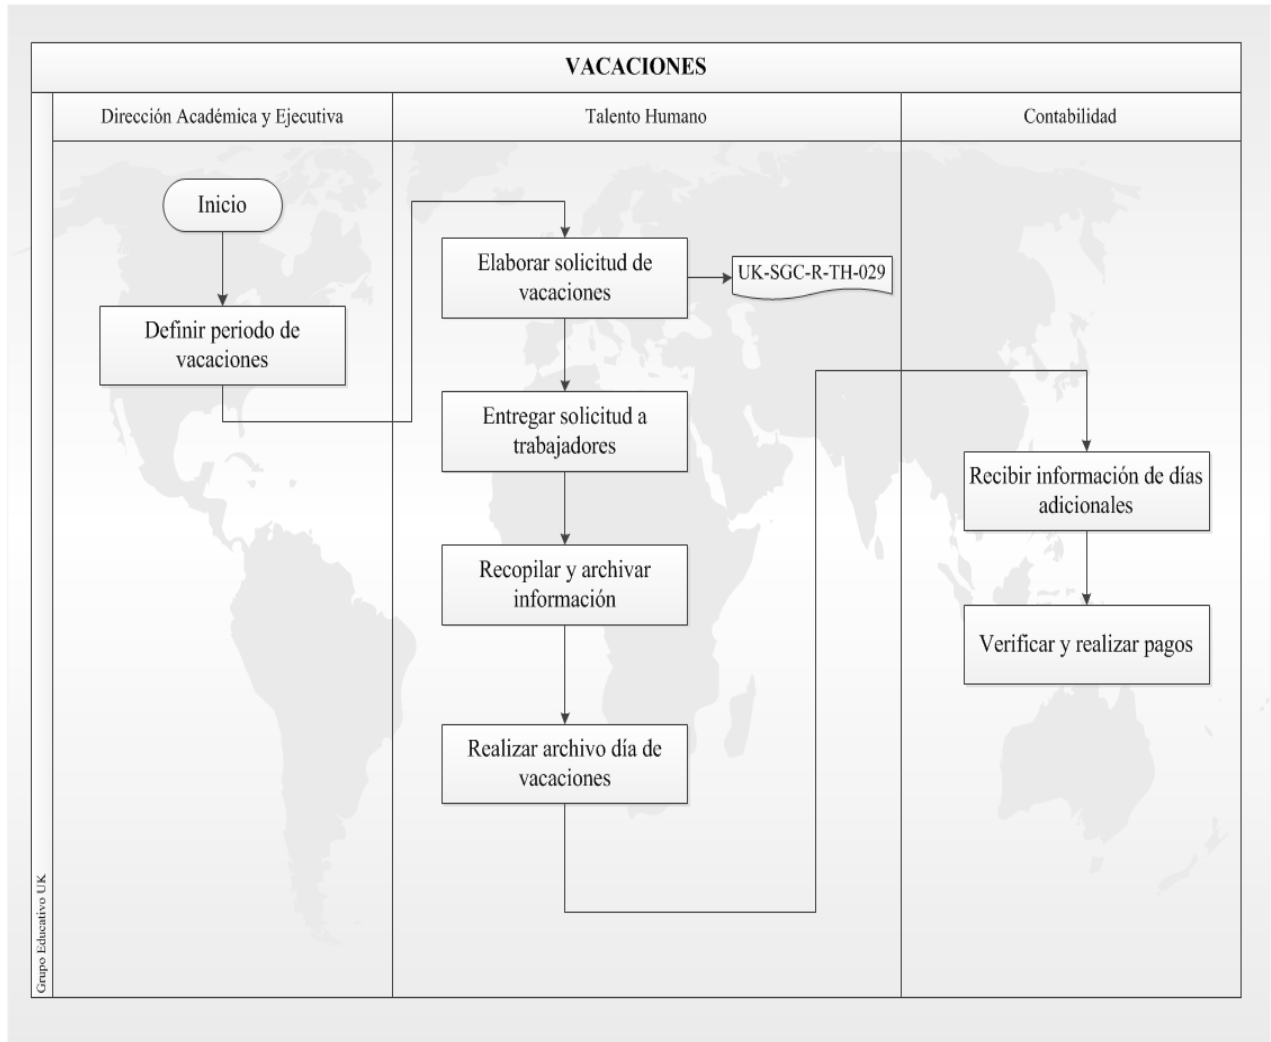 VACACIONES
Dirección Académica y Ejecutiva
Talento Humano
Contabilidad
Inicio
Definir periodo de
vacaciones
Elaborar solicitud de
vacaciones
UK-SGC-R-TH-029
Entregar solicitud a
trabajadores
Recopilar y archivar
información
Realizar archivo día de
vacaciones
Recibir información de días
adicionales
Verificar y realizar pagos
Grupo Educativo UK